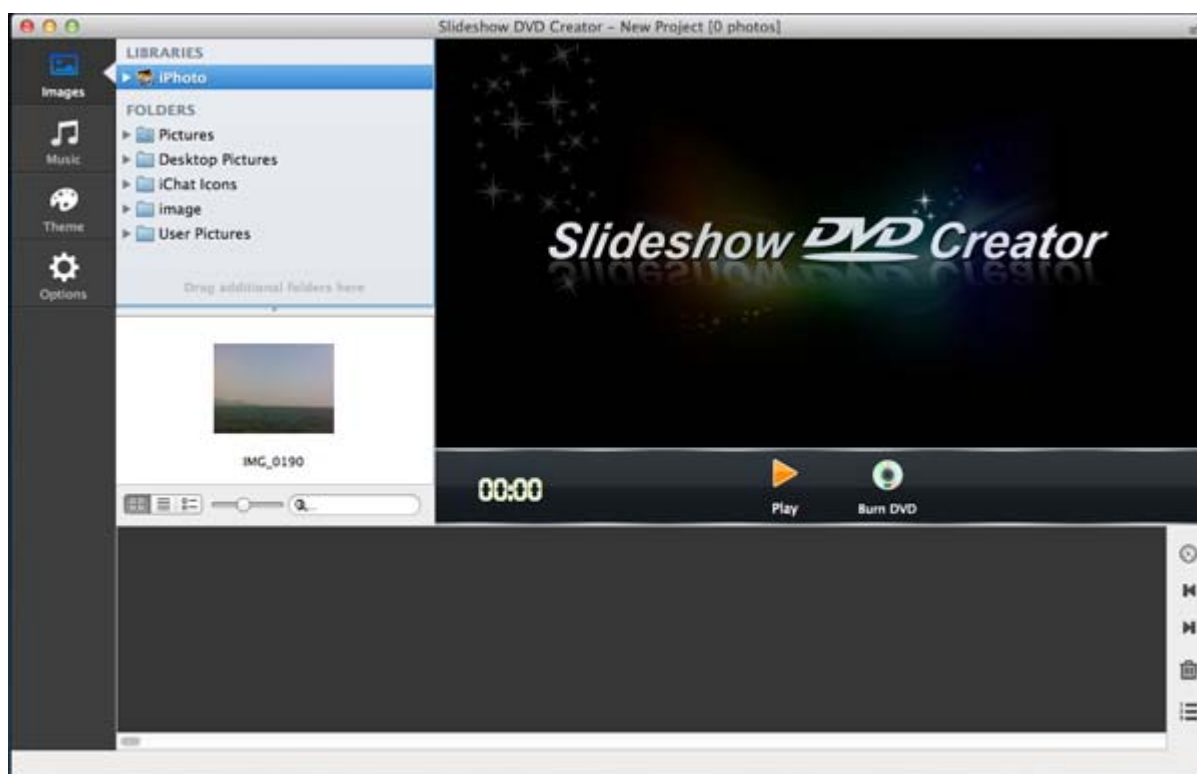 Slideshow DVD Creator - New Project [0 photos]
Images
Music
Theme
Options
LIBRARIES
iPhoto
FOLDERS
Pictures
Desktop Pictures
iChat Icons
image
User Pictures
Drag additional folders here
IMG_0190
Slideshow DVD Creator
00:00
Play
Burn DVD